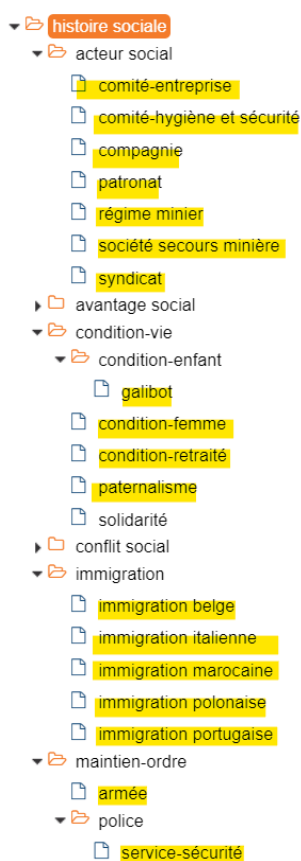 histoire sociale
acteur social
comité-entreprise
comité-hygiène et sécurité
compagnie
patronat
régime minier
société secours minière
syndicat
avantage social
condition-vie
condition-enfant
galibot
condition-femme
condition-retraité
paternalisme
solidarité
conflit social
immigration
immigration belge
immigration italienne
immigration marocaine
immigration polonaise
immigration portugaise
maintien-ordre
armée
police
service-sécurité